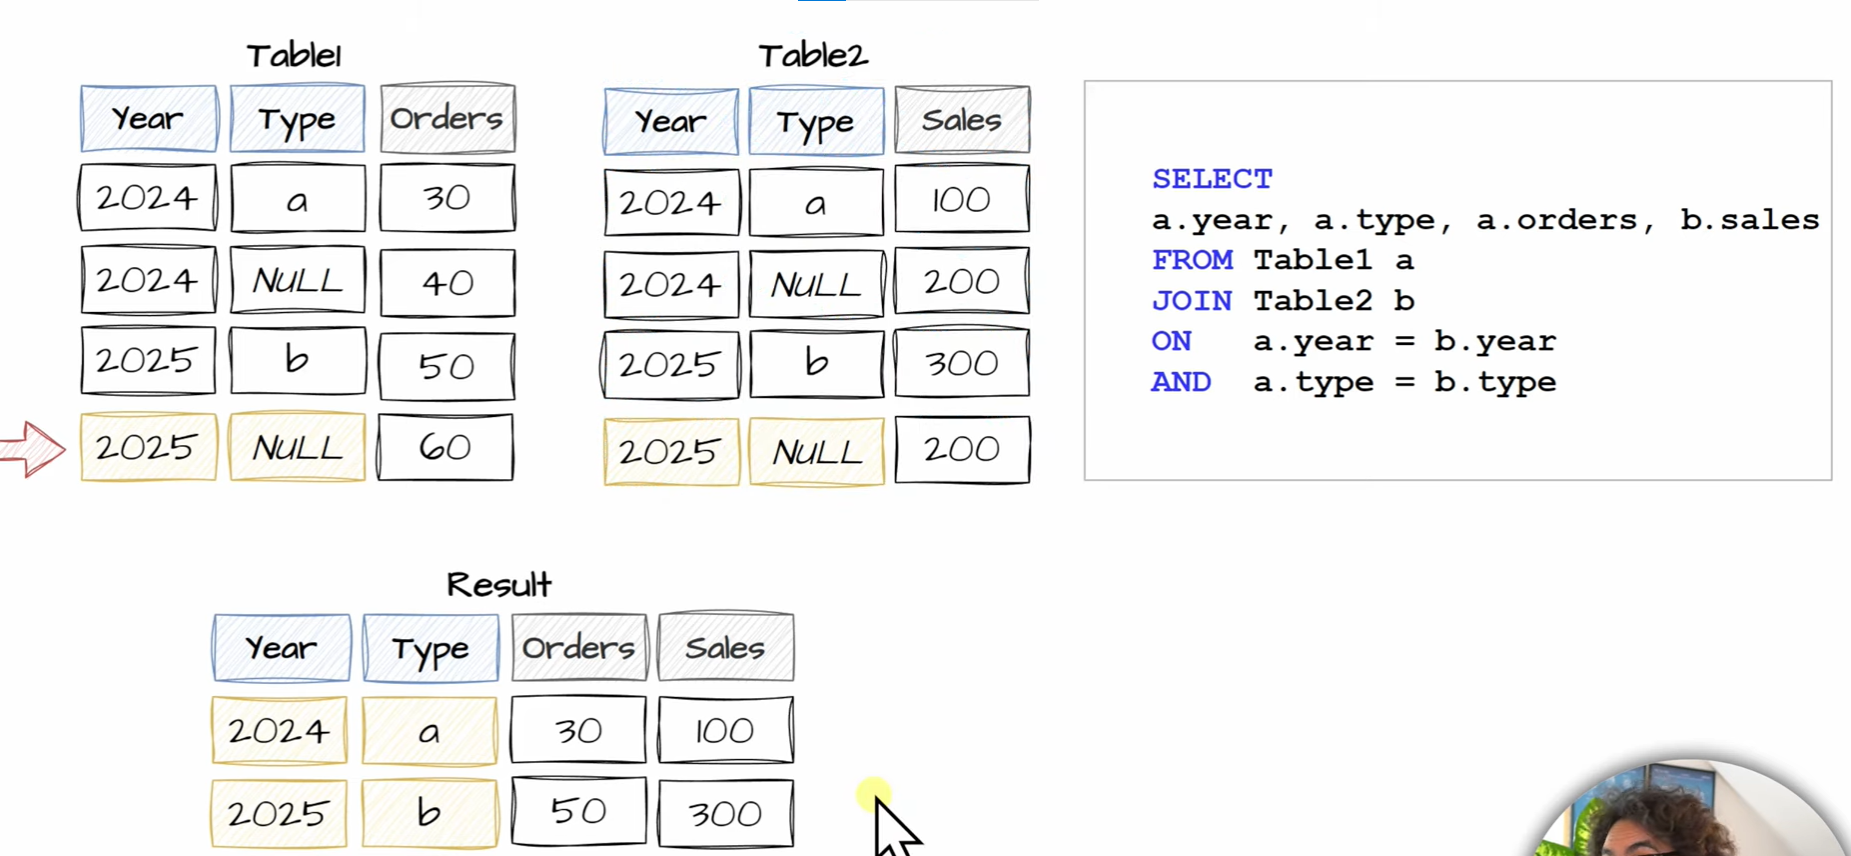 Table1
Year Type Orders
2024 a 30
2024 NULL 40
2025 b 50
2025 NULL 60
Table2
Year Type Sales
2024 a 100
2024 NULL 200
2025 b 300
2025 NULL 200
SELECT
a.year, a.type, a.orders, b.sales
FROM Table1 a
JOIN Table2 b
ON a.year = b.year
AND a.type = b.type
Result
Year Type Orders Sales
2024 a 30 100
2025 b 50 300